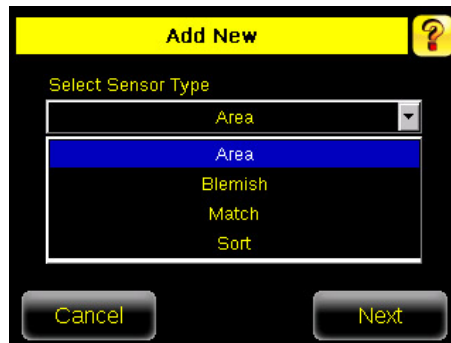 Add New
?
Select Sensor Type
Area
Area
Blemish
Match
Sort
Cancel
Next